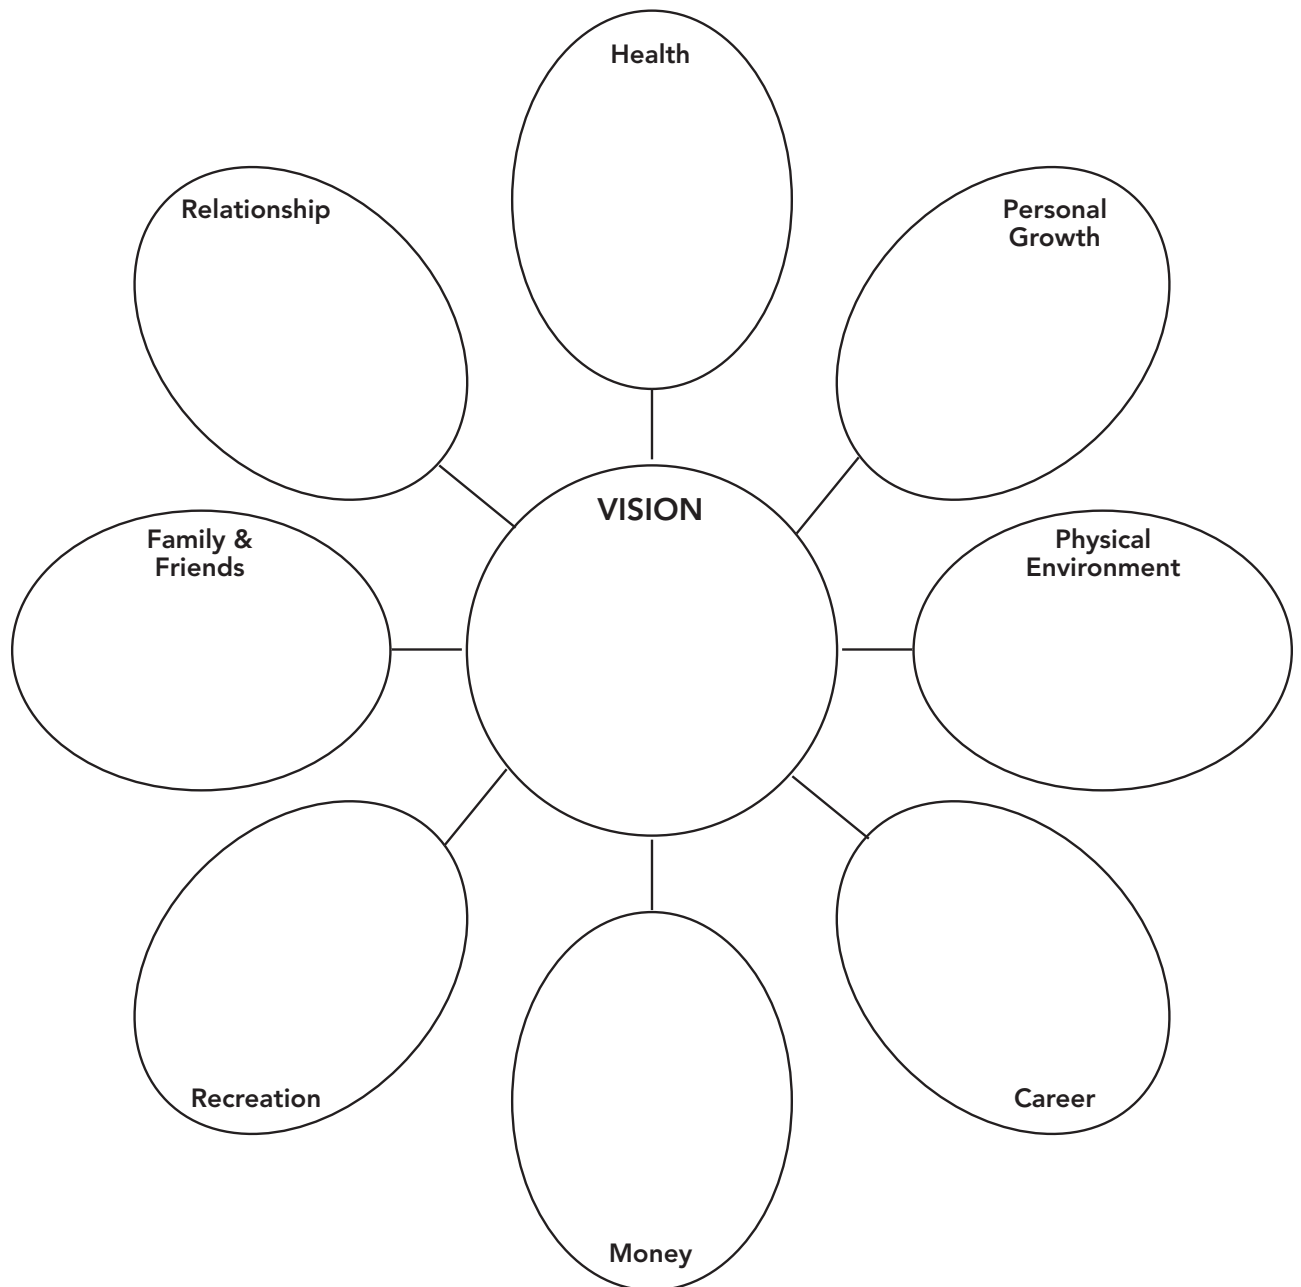 Health
Relationship
Personal
Growth
VISION
Family &
Friends
Physical
Environment
Recreation
Career
Money